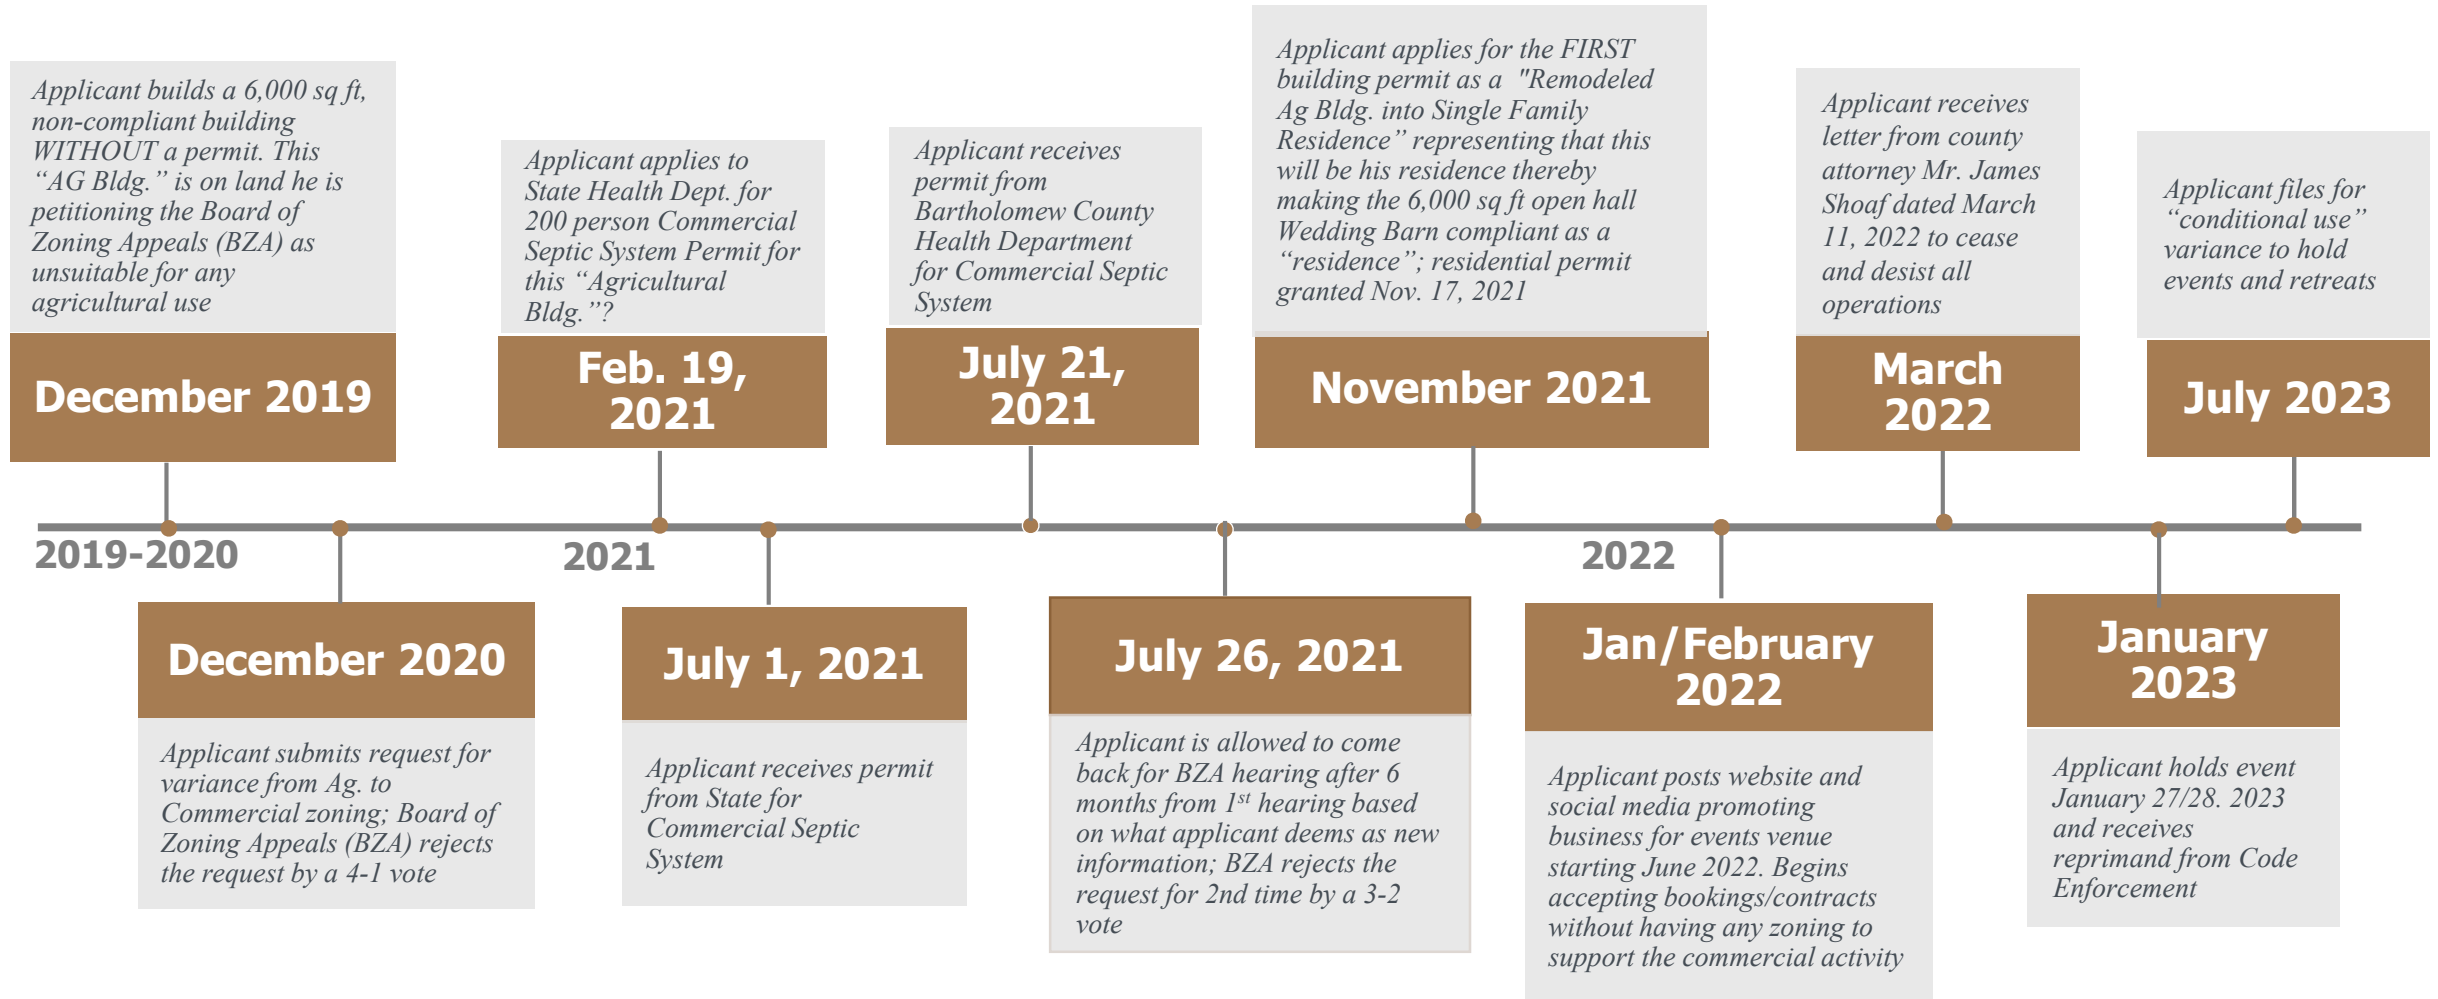 Applicant builds a 6,000 sq ft,
non-compliant building
WITHOUT a permit. This
“AG Bldg.” is on land he is
petitioning the Board of
Zoning Appeals (BZA) as
unsuitable for any
agricultural use
December 2019
Applicant applies to
State Health Dept. for
200 person Commercial
Septic System Permit for
this “Agricultural
Bldg.”?
Feb. 19,
2021
Applicant receives
permit from
Bartholomew County
Health Department
for Commercial Septic
System
July 21,
2021
Applicant applies for the FIRST
building permit as a "Remodeled
Ag Bldg. into Single Family
Residence” representing that this
will be his residence thereby
making the 6,000 sq ft open hall
Wedding Barn compliant as a
“residence”; residential permit
granted Nov. 17, 2021
November 2021
Applicant receives
letter from county
attorney Mr. James
Shoaf dated March
11, 2022 to cease
and desist all
operations
March
2022
Applicant files for
“conditional use”
variance to hold
events and retreats
July 2023
2019-2020
2021
2022
December 2020
Applicant submits request for
variance from Ag. to
Commercial zoning; Board of
Zoning Appeals (BZA) rejects
the request by a 4-1 vote
July 1, 2021
Applicant receives permit
from State for
Commercial Septic
System
July 26, 2021
Applicant is allowed to come
back for BZA hearing after 6
months from 1st hearing based
on what applicant deems as new
information; BZA rejects the
request for 2nd time by a 3-2
vote
Jan/February
2022
Applicant posts website and
social media promoting
business for events venue
starting June 2022. Begins
accepting bookings/contracts
without having any zoning to
support the commercial activity
January
2023
Applicant holds event
January 27/28. 2023
and receives
reprimand from Code
Enforcement